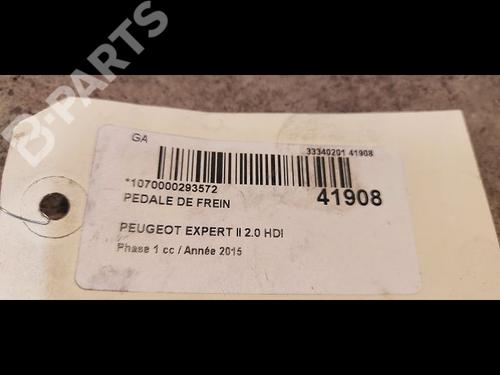 B-PARTS
GA
33340201 41908
*1070000293572
41908
PEDALE DE FREIN
PEUGEOT EXPERT II 2.0 HDI
Phase 1 cc / Année 2015